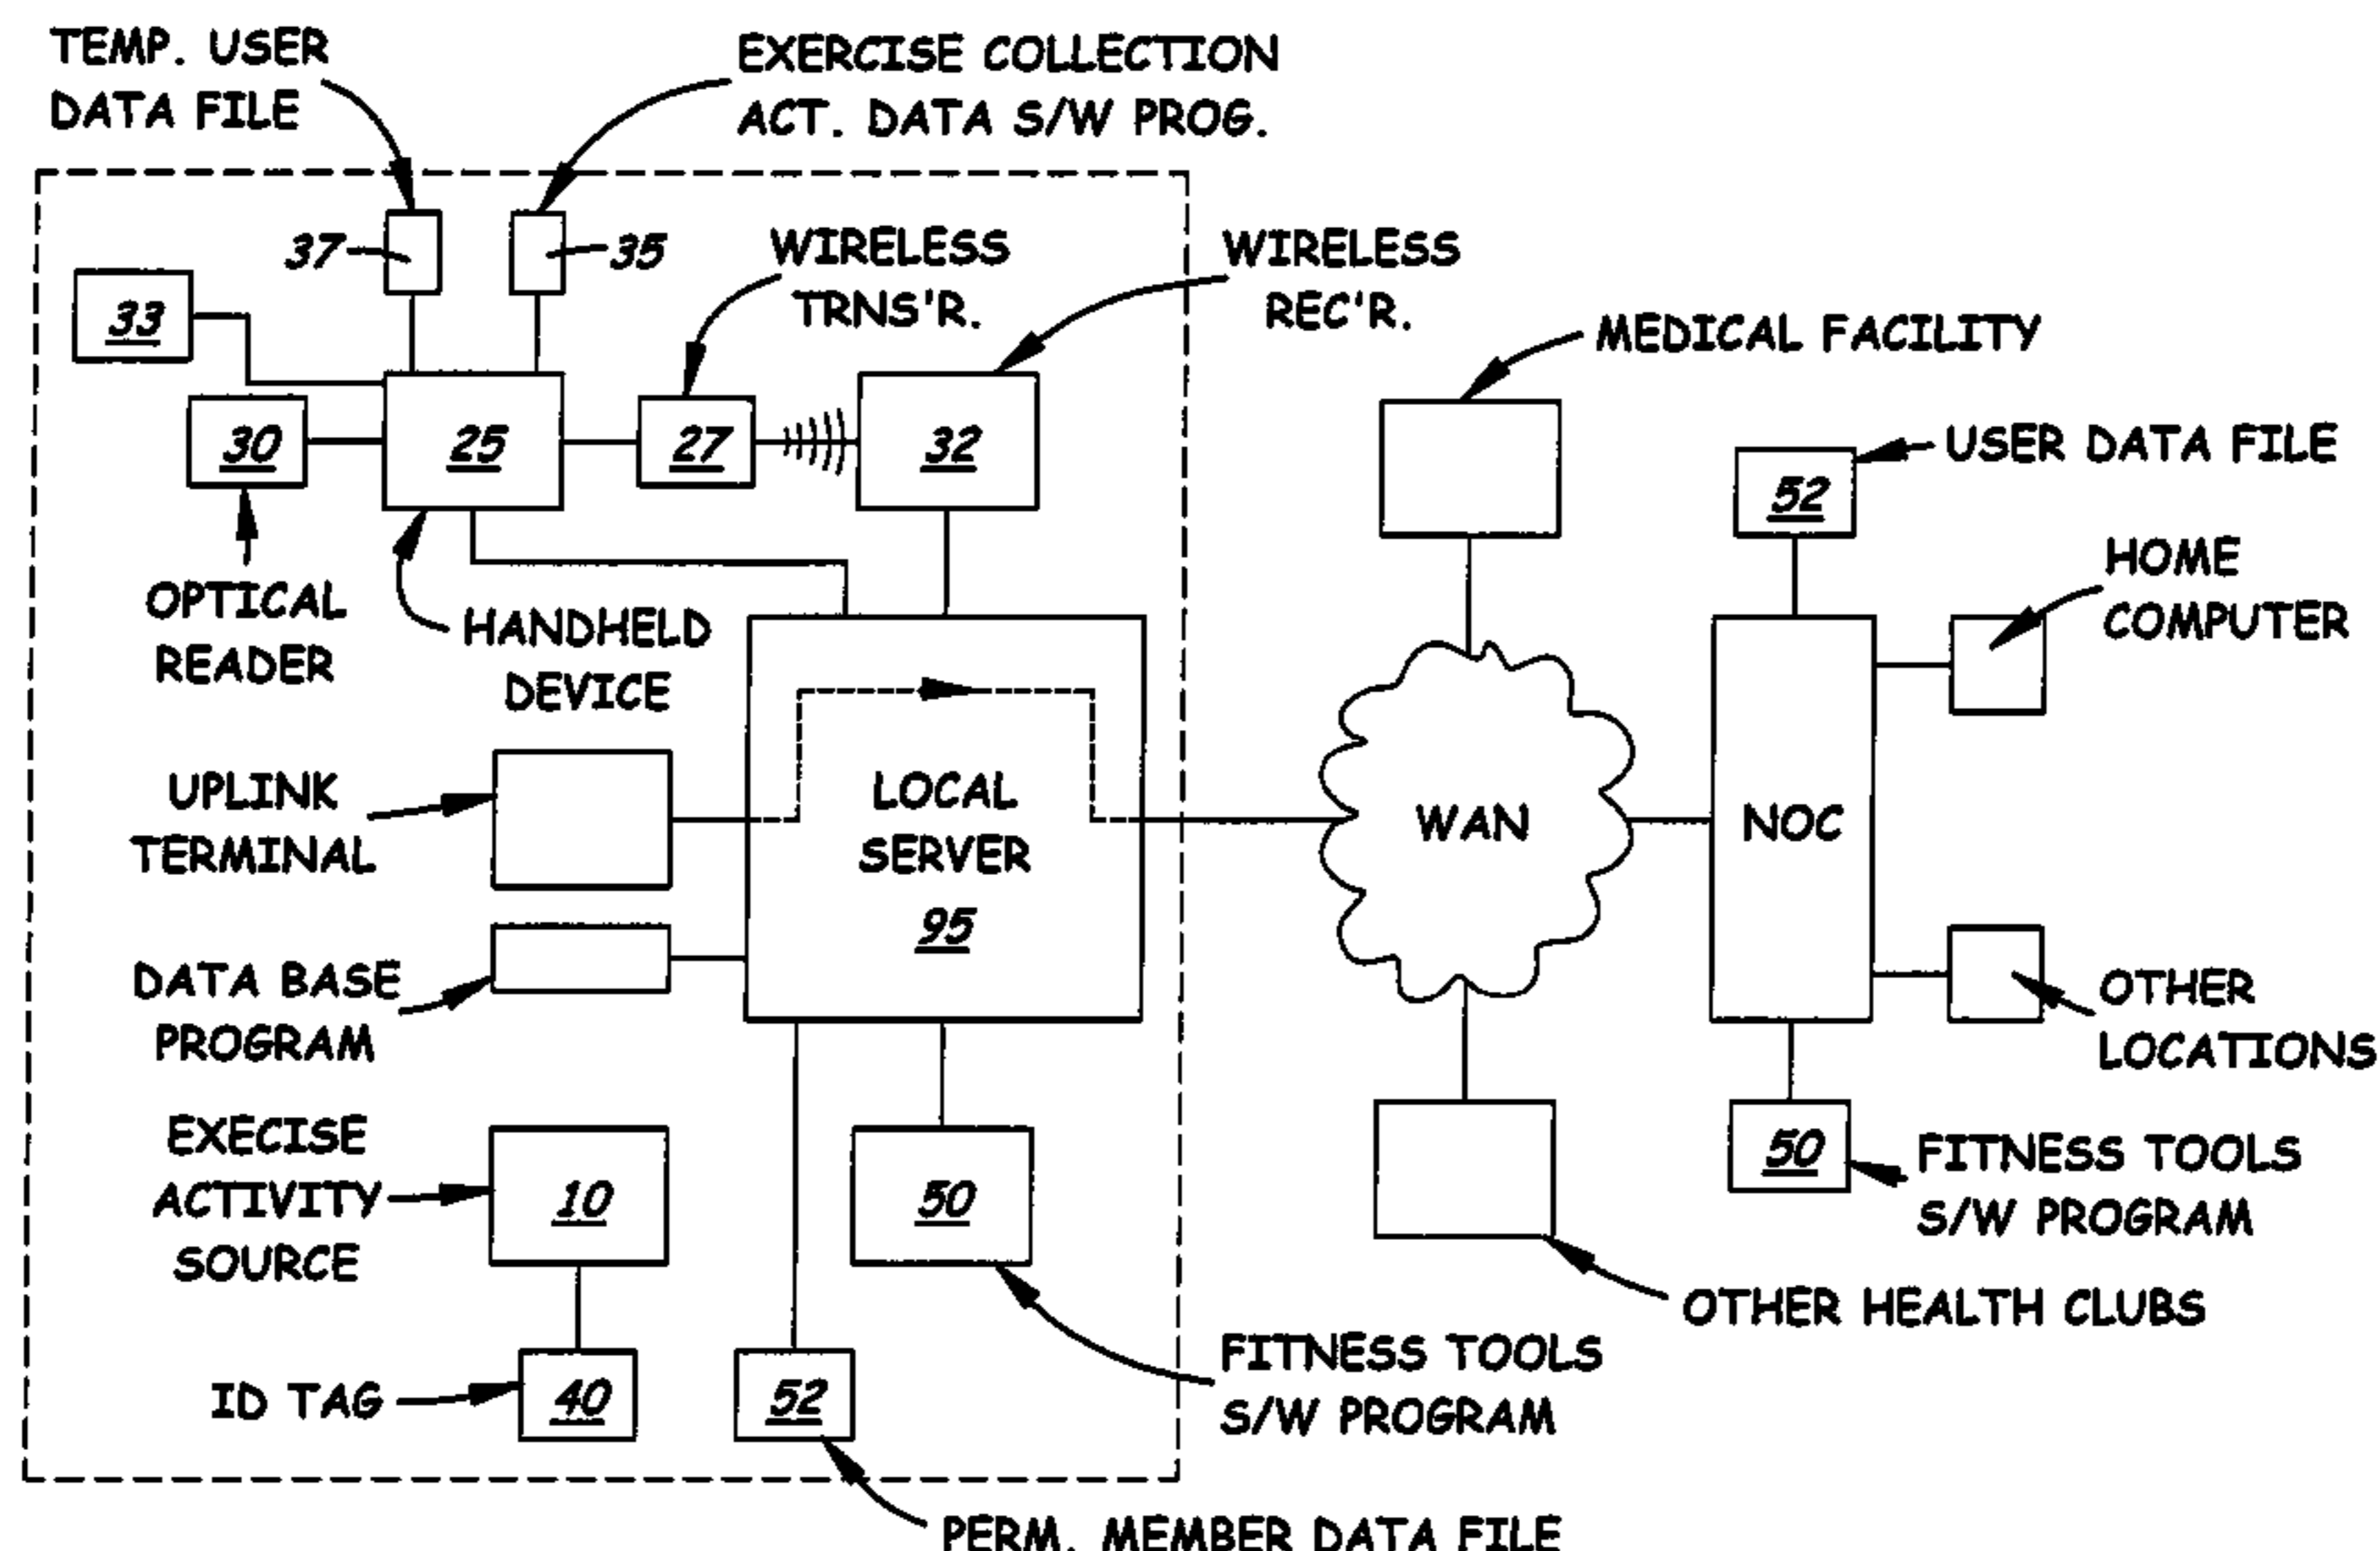 TEMP. USER
DATA FILE
EXERCISE COLLECTION
ACT. DATA S/W PROG.
37
35
WIRELESS
TRNS'R.
WIRELESS
REC'R.
33
MEDICAL FACILITY
30
25
27
32
USER DATA FILE
52
HOME
COMPUTER
OPTICAL
READER
HANDHELD
DEVICE
UPLINK
TERMINAL
LOCAL
SERVER
95
WAN
NOC
DATA BASE
PROGRAM
OTHER
LOCATIONS
EXECISE
ACTIVITY
SOURCE
10
50
50
FITNESS TOOLS
S/W PROGRAM
OTHER HEALTH CLUBS
ID TAG
40
52
FITNESS TOOLS
S/W PROGRAM
PERM. MEMBER DATA FILE